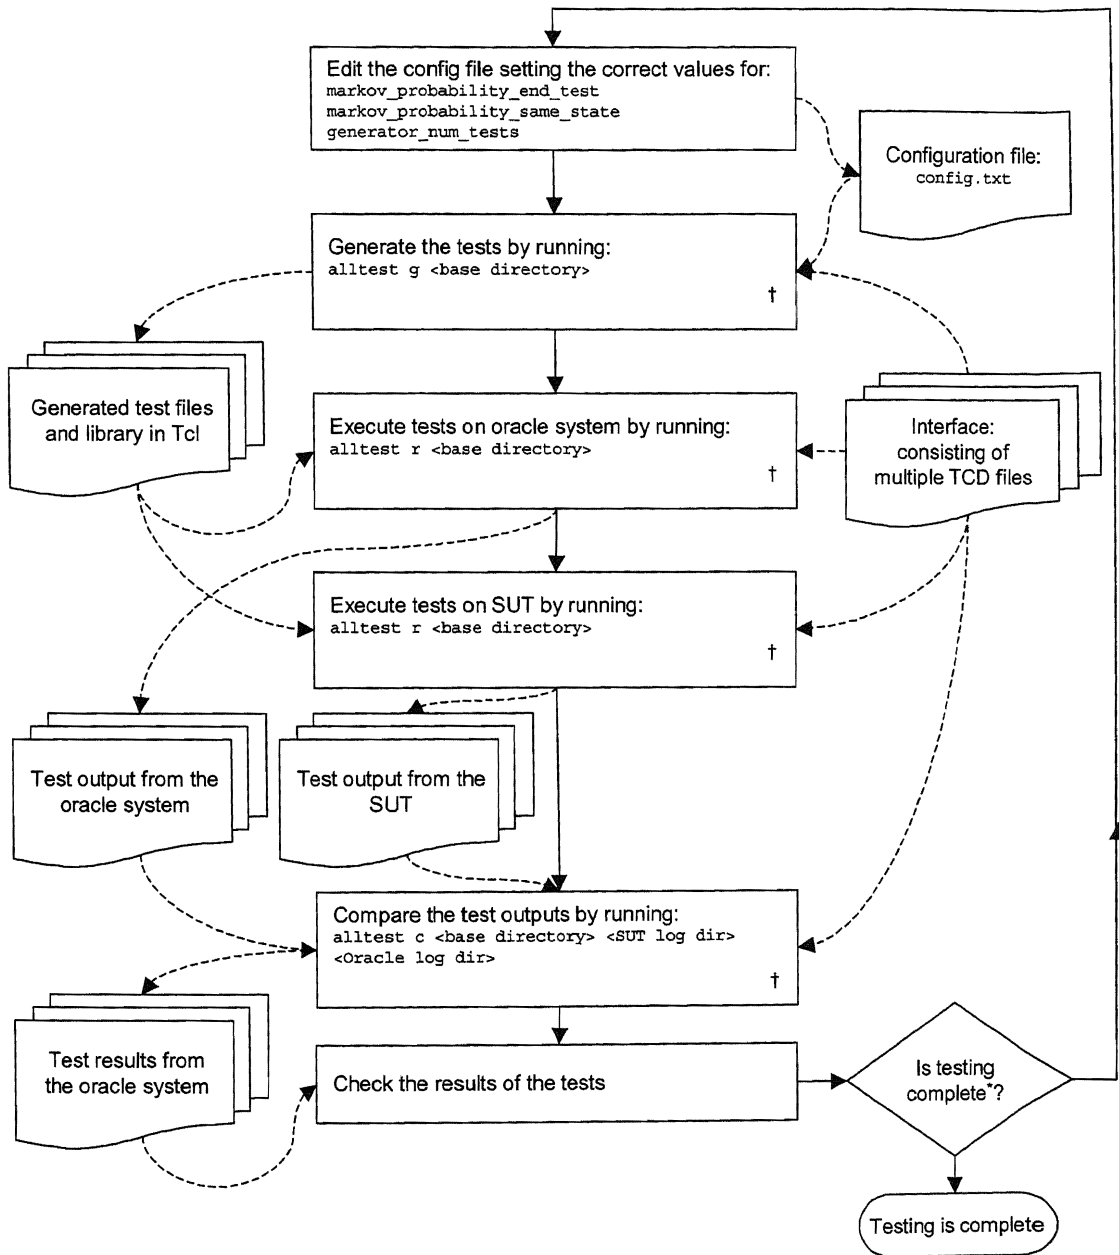 Edit the config file setting the correct values for:
markov_probability_end_test
markov_probability_same_state
generator_num_tests
Configuration file:
config.txt
Generate the tests by running:
alltest g <base directory>
†
Generated test files
and library in Tcl
Execute tests on oracle system by running:
alltest r <base directory>
†
Interface:
consisting of
multiple TCD files
Execute tests on SUT by running:
alltest r <base directory>
†
Test output from the
oracle system
Test output from the
SUT
Compare the test outputs by running:
alltest c <base directory> <SUT log dir>
<Oracle log dir>
†
Test results from
the oracle system
Check the results of the tests
Is testing
complete*?
Testing is complete